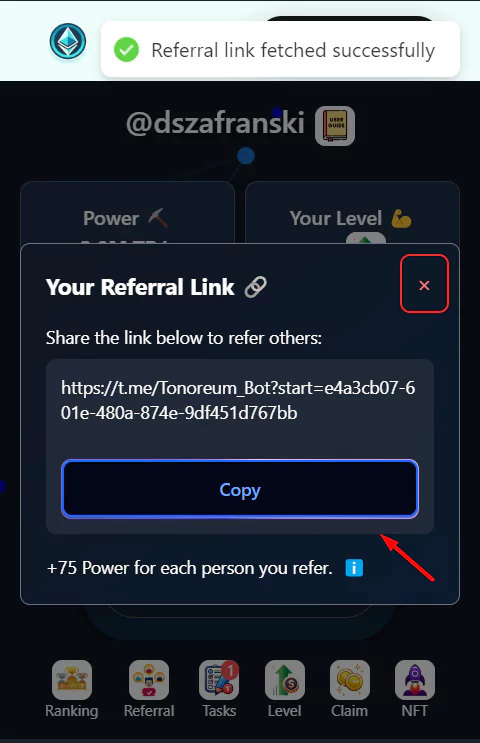 Referral link fetched successfully
@dszafranski
USER
GUIDE
Power
Your Level
Your Referral Link
×
Share the link below to refer others:
https://t.me/Tonoreum_Bot?start=e4a3cb07-6
01e-480a-874e-9df451d767bb
Copy
+75 Power for each person you refer. i
1
Ranking Referral Tasks Level Claim NFT